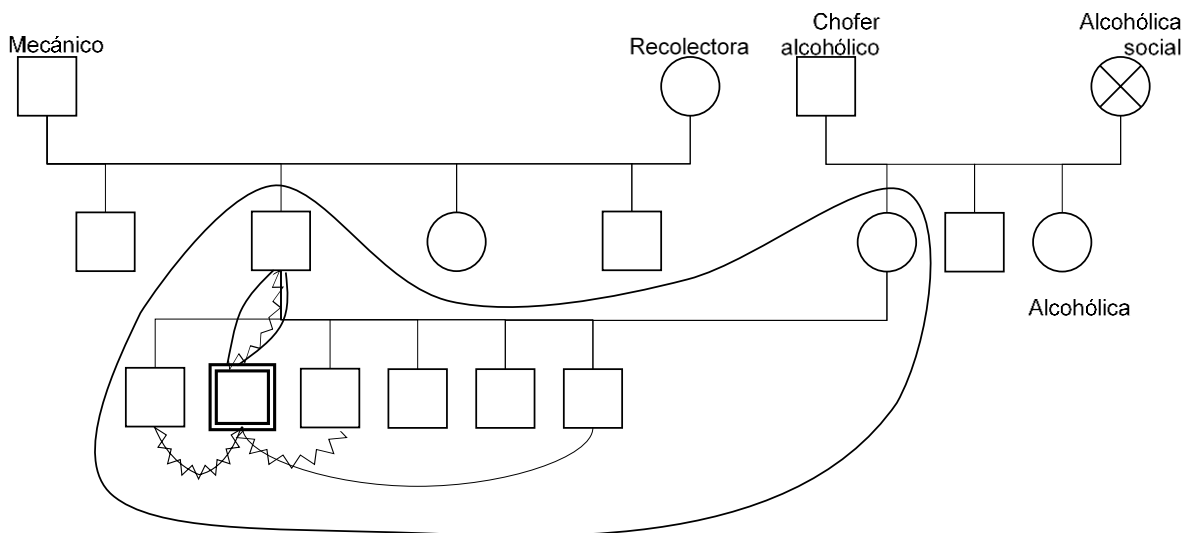 Mecánico
Recolectora
Chofer
alcohólico
Alcohólica
social
Alcohólica